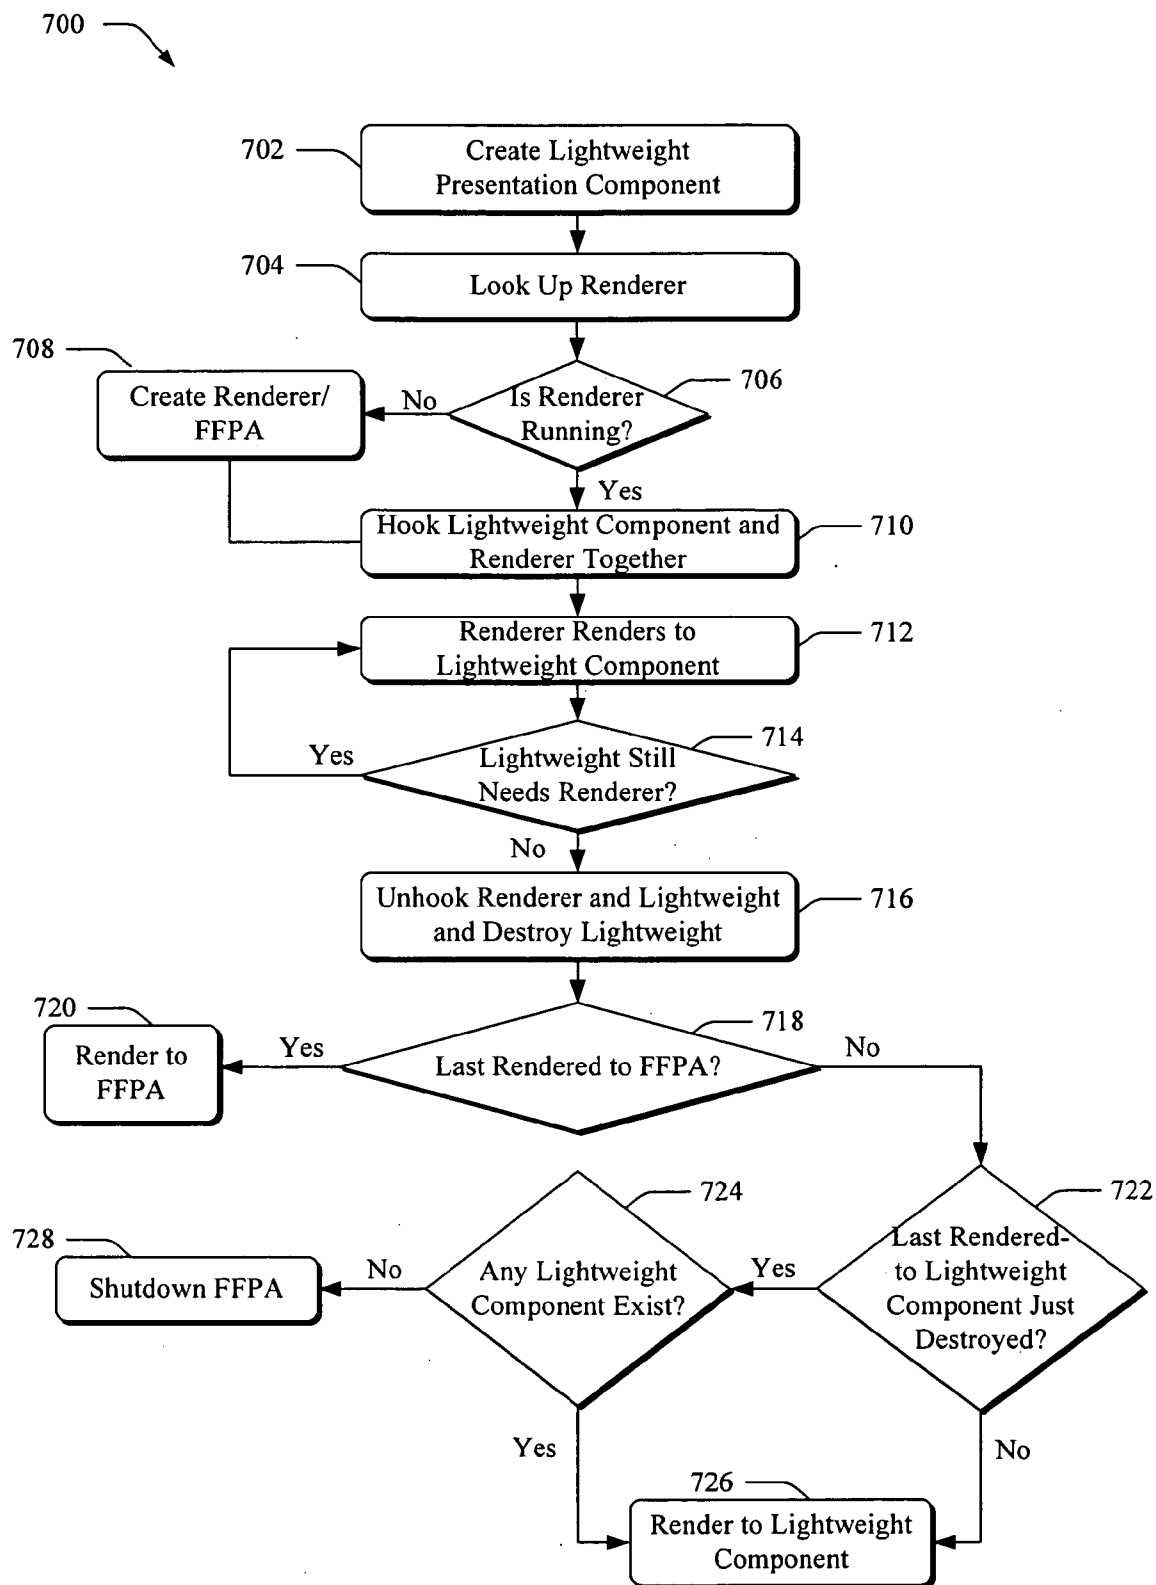 700
702
Create Lightweight
Presentation Component
704
Look Up Renderer
708
Create Renderer/
FFPA
No
Is Renderer
Running?
706
Yes
Hook Lightweight Component and
Renderer Together
710
Renderer Renders to
Lightweight Component
712
Yes
Lightweight Still
Needs Renderer?
714
No
Unhook Renderer and Lightweight
and Destroy Lightweight
716
720
Render to
FFPA
Yes
Last Rendered to FFPA?
718
No
728
Shutdown FFPA
No
Any Lightweight
Component Exist?
724
Yes
Last Rendered-
to Lightweight
Component Just
Destroyed?
722
Yes
No
726
Render to Lightweight
Component